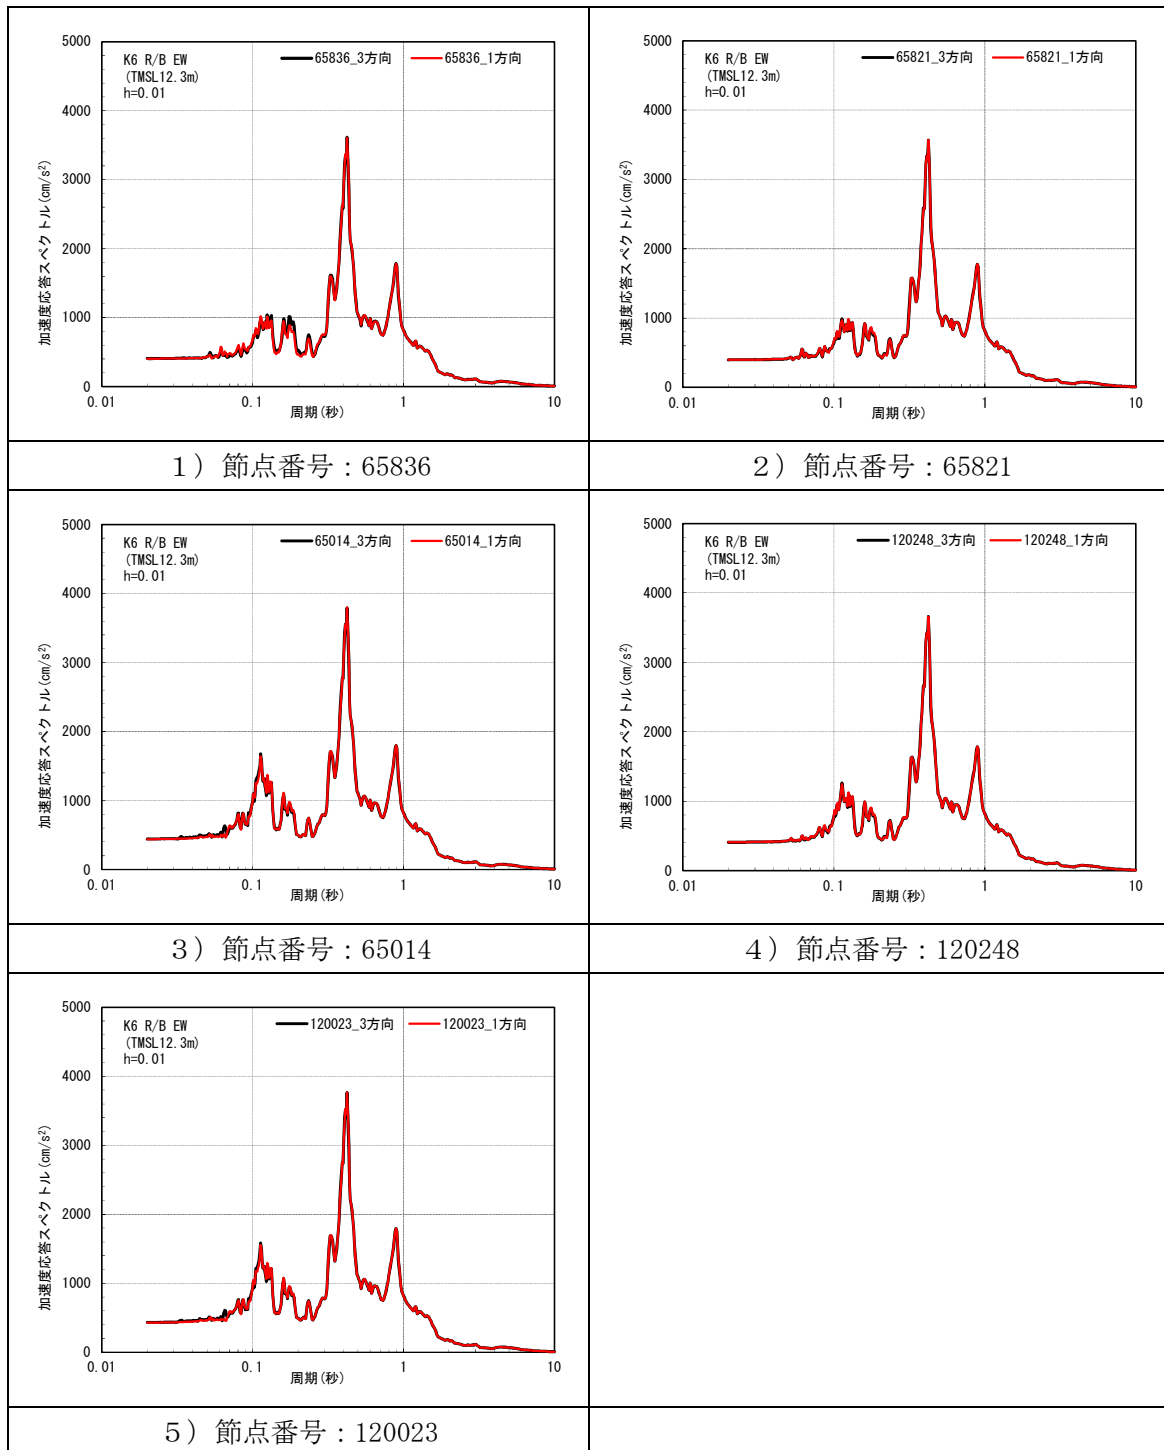 5000
4000
3000
2000
1000
0
加速度応答スペクトル(cm/s²)
K6 R/B EW
(TMSL12.3m)
h=0.01
65836_3方向
65836_1方向
0.01
0.1
1
10
周期(秒)
1）節点番号：65836
5000
4000
3000
2000
1000
0
加速度応答スペクトル(cm/s²)
K6 R/B EW
(TMSL12.3m)
h=0.01
65821_3方向
65821_1方向
0.01
0.1
1
10
周期(秒)
2）節点番号：65821
5000
4000
3000
2000
1000
0
加速度応答スペクトル(cm/s²)
K6 R/B EW
(TMSL12.3m)
h=0.01
65014_3方向
65014_1方向
0.01
0.1
1
10
周期(秒)
3）節点番号：65014
5000
4000
3000
2000
1000
0
加速度応答スペクトル(cm/s²)
K6 R/B EW
(TMSL12.3m)
h=0.01
120248_3方向
120248_1方向
0.01
0.1
1
10
周期(秒)
4）節点番号：120248
5000
4000
3000
2000
1000
0
加速度応答スペクトル(cm/s²)
K6 R/B EW
(TMSL12.3m)
h=0.01
120023_3方向
120023_1方向
0.01
0.1
1
10
周期(秒)
5）節点番号：120023